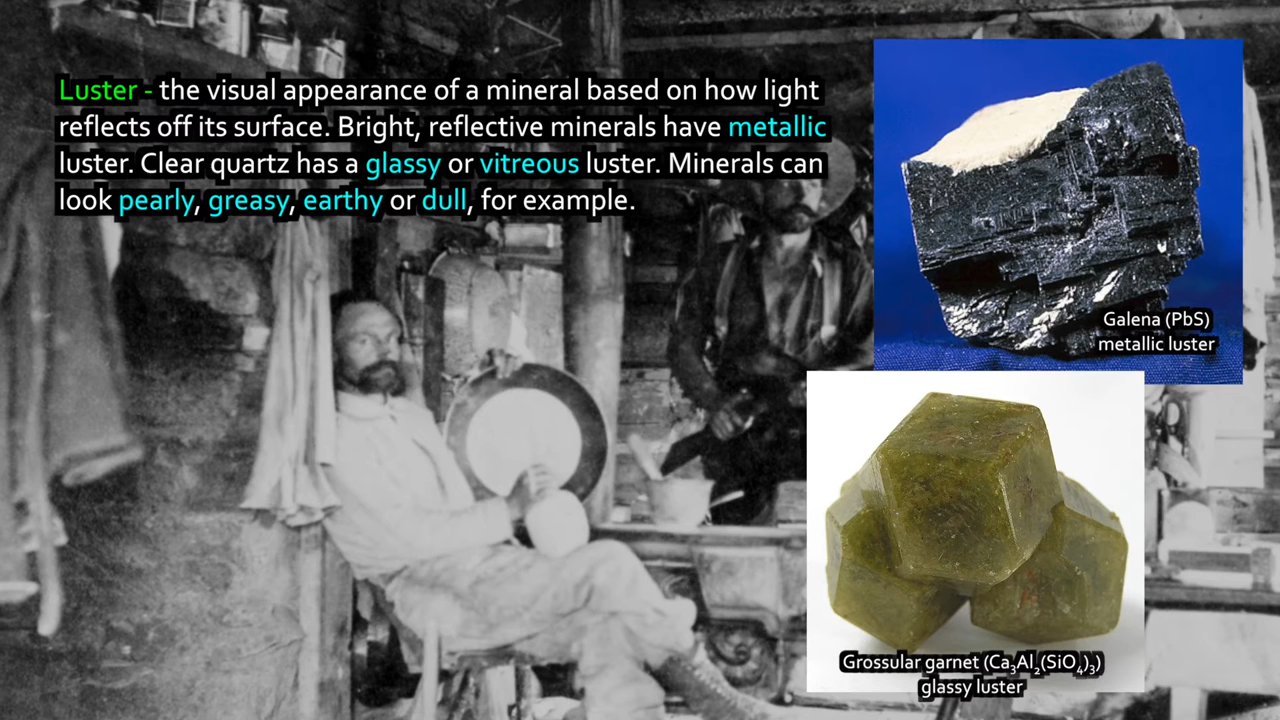 Luster - the visual appearance of a mineral based on how light
reflects off its surface. Bright, reflective minerals have metallic
luster. Clear quartz has a glassy or vitreous luster. Minerals can
look pearly, greasy, earthy or dull, for example.
Galena (PbS)
metallic luster
Grossular garnet (Ca₃Al₂(SiO₄)₃)
glassy luster